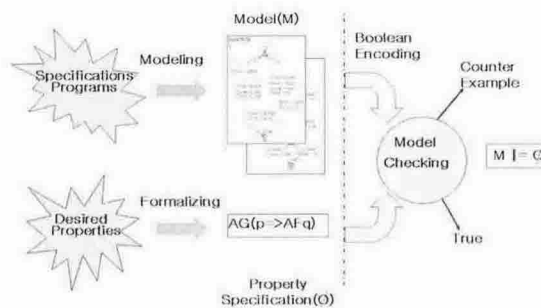 Model(M)
Modeling
Boolean
Encoding
Specifications
Programs
Counter
Example
Model
Checking
Formalizing
Desired
Properties
AG(p=>AFq)
True
Property
Specification(Ø)